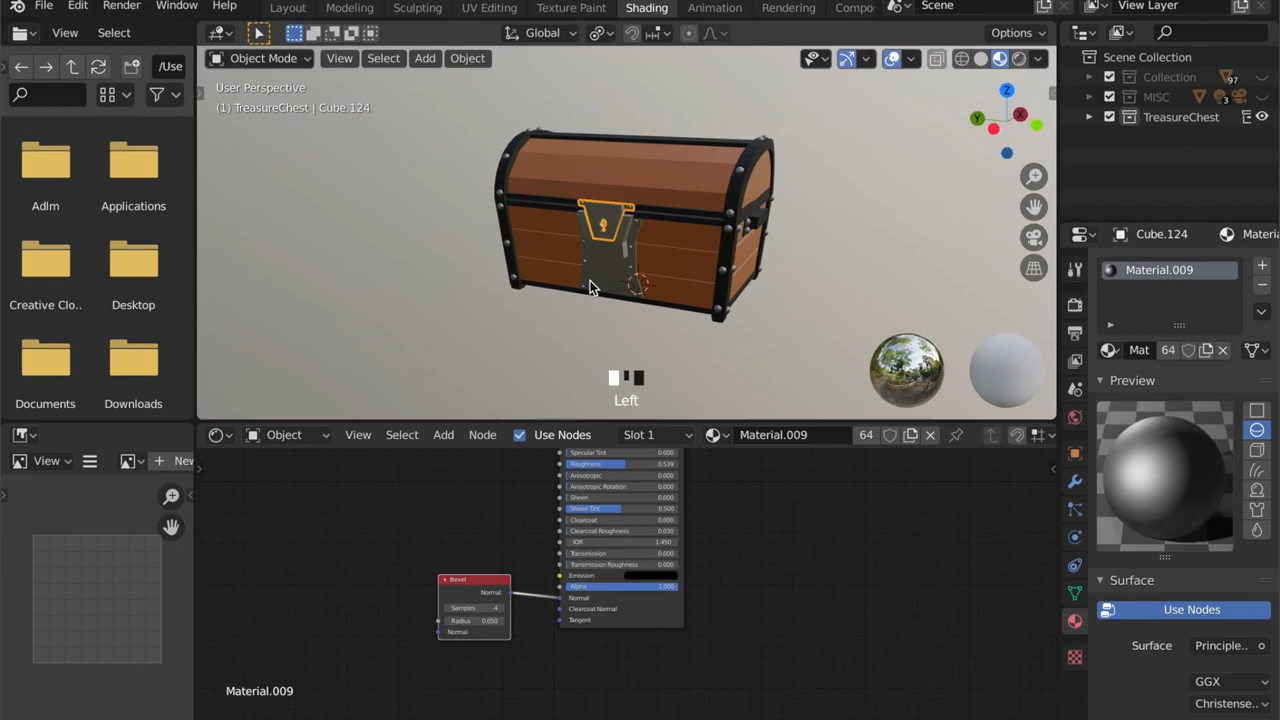 File Edit Render Window Help
Layout Modeling Sculpting UV Editing Texture Paint Shading Animation Rendering Compo
Scene
View Layer
View Select
Global
Options
/Use
Object Mode View Select Add Object
User Perspective
(1) TreasureChest | Cube.124
Z
Y
X
Adlm
Applications
Creative Clo...
Desktop
Documents
Downloads
Left
Scene Collection
Collection 97
MISC 3
TreasureChest
Cube.124
Materi
Material.009
Mat 64
Preview
Surface
Use Nodes
Surface Principle...
GGX
Christense...
View
New
Object View Select Add Node Use Nodes Slot 1 Material.009 64
Specular Tint 0.000
Roughness 0.539
Anisotropic 0.000
Anisotropic Rotation 0.000
Sheen 0.000
Sheen Tint 0.500
Clearcoat 0.000
Clearcoat Roughness 0.030
IOR 1.450
Transmission 0.000
Transmission Roughness 0.000
Emission
Alpha 1.000
Normal
Clearcoat Normal
Tangent
Bevel
Normal
Samples 4
Radius 0.050
Normal
Material.009